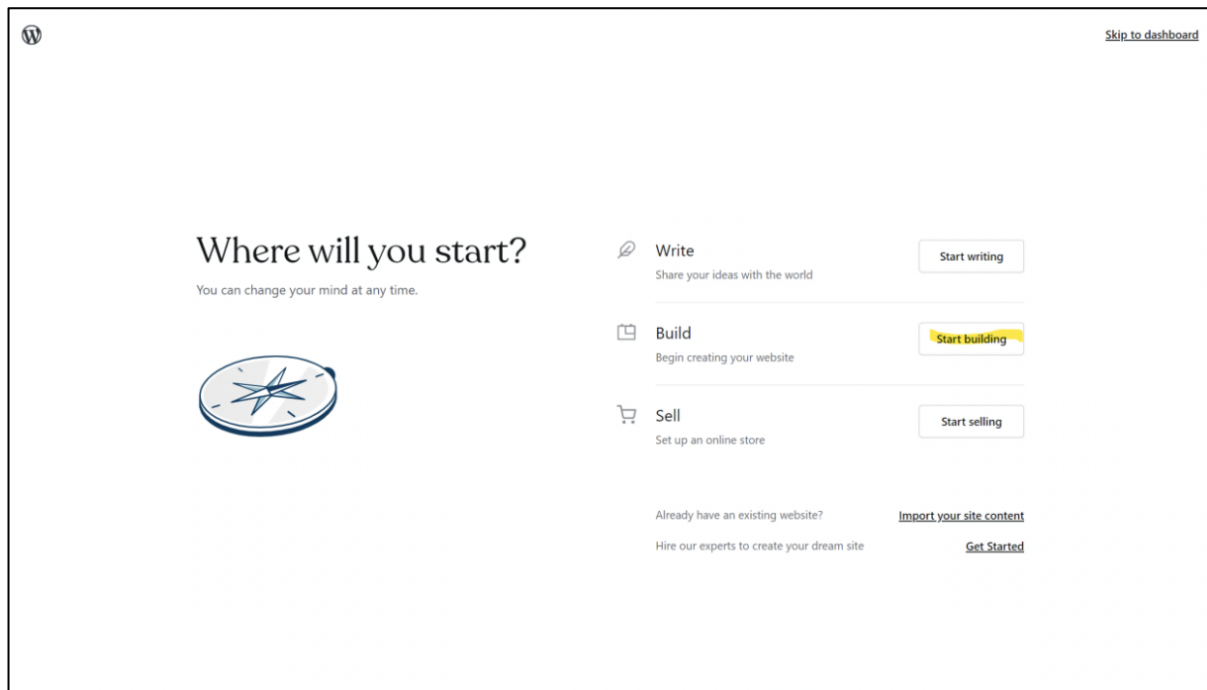 Skip to dashboard
Where will you start?
You can change your mind at any time.
Write
Share your ideas with the world
Start writing
Build
Begin creating your website
Start building
Sell
Set up an online store
Start selling
Already have an existing website?
Import your site content
Hire our experts to create your dream site
Get Started